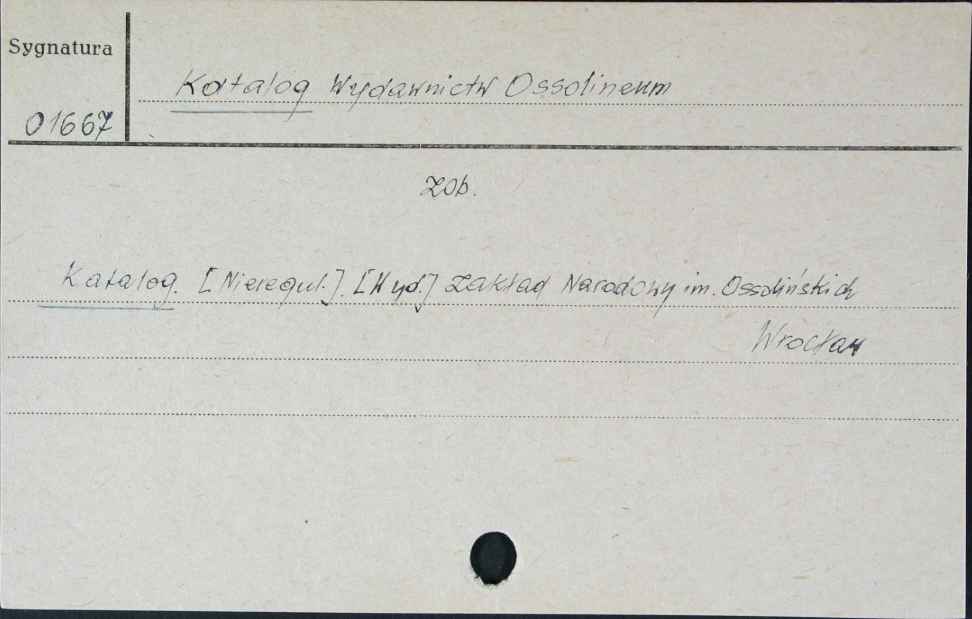 Sygnatura
01667
Katalog Wydawnictw Ossolineum
Zob.
Katalog. [Nieregul.]. [Wyd.] Zakład Narodowy im. Ossolińskich
Wrocław